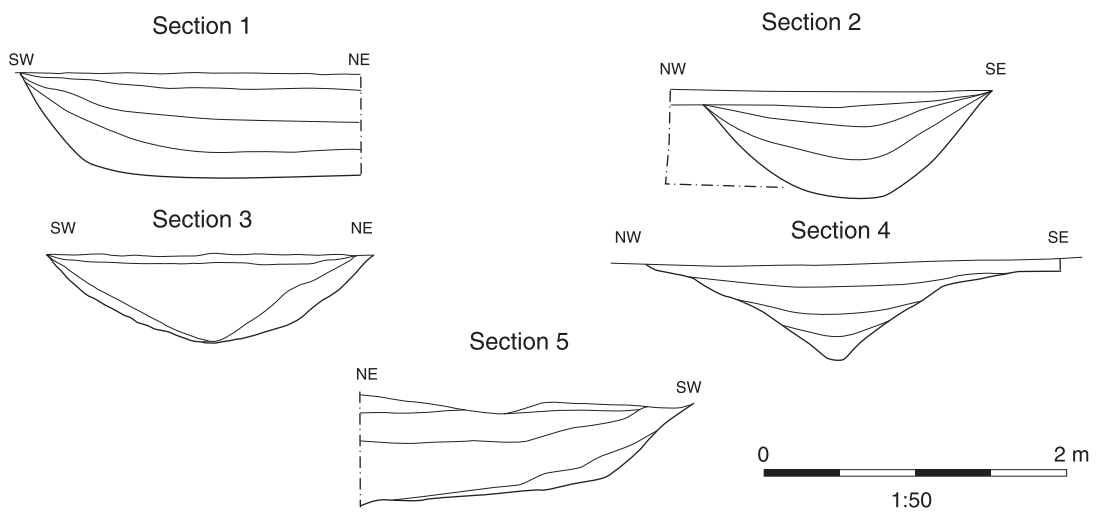 Section 1
SW NE
Section 2
NW SE
Section 3
SW NE
Section 4
NW SE
Section 5
NE SW
0 2 m
1:50